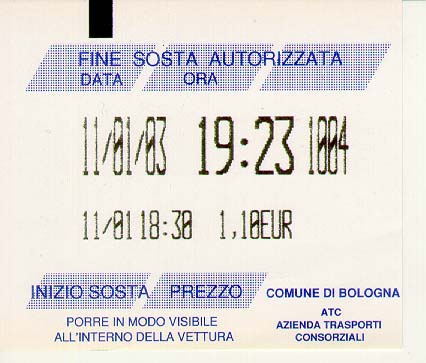 FINE SOSTA AUTORIZZATA
DATA ORA
11/01/03 19:23 1004
11/01 18:30 1,10EUR
INIZIO SOSTA PREZZO COMUNE DI BOLOGNA
PORRE IN MODO VISIBILE ATC
ALL'INTERNO DELLA VETTURA AZIENDA TRASPORTI
CONSORZIALI